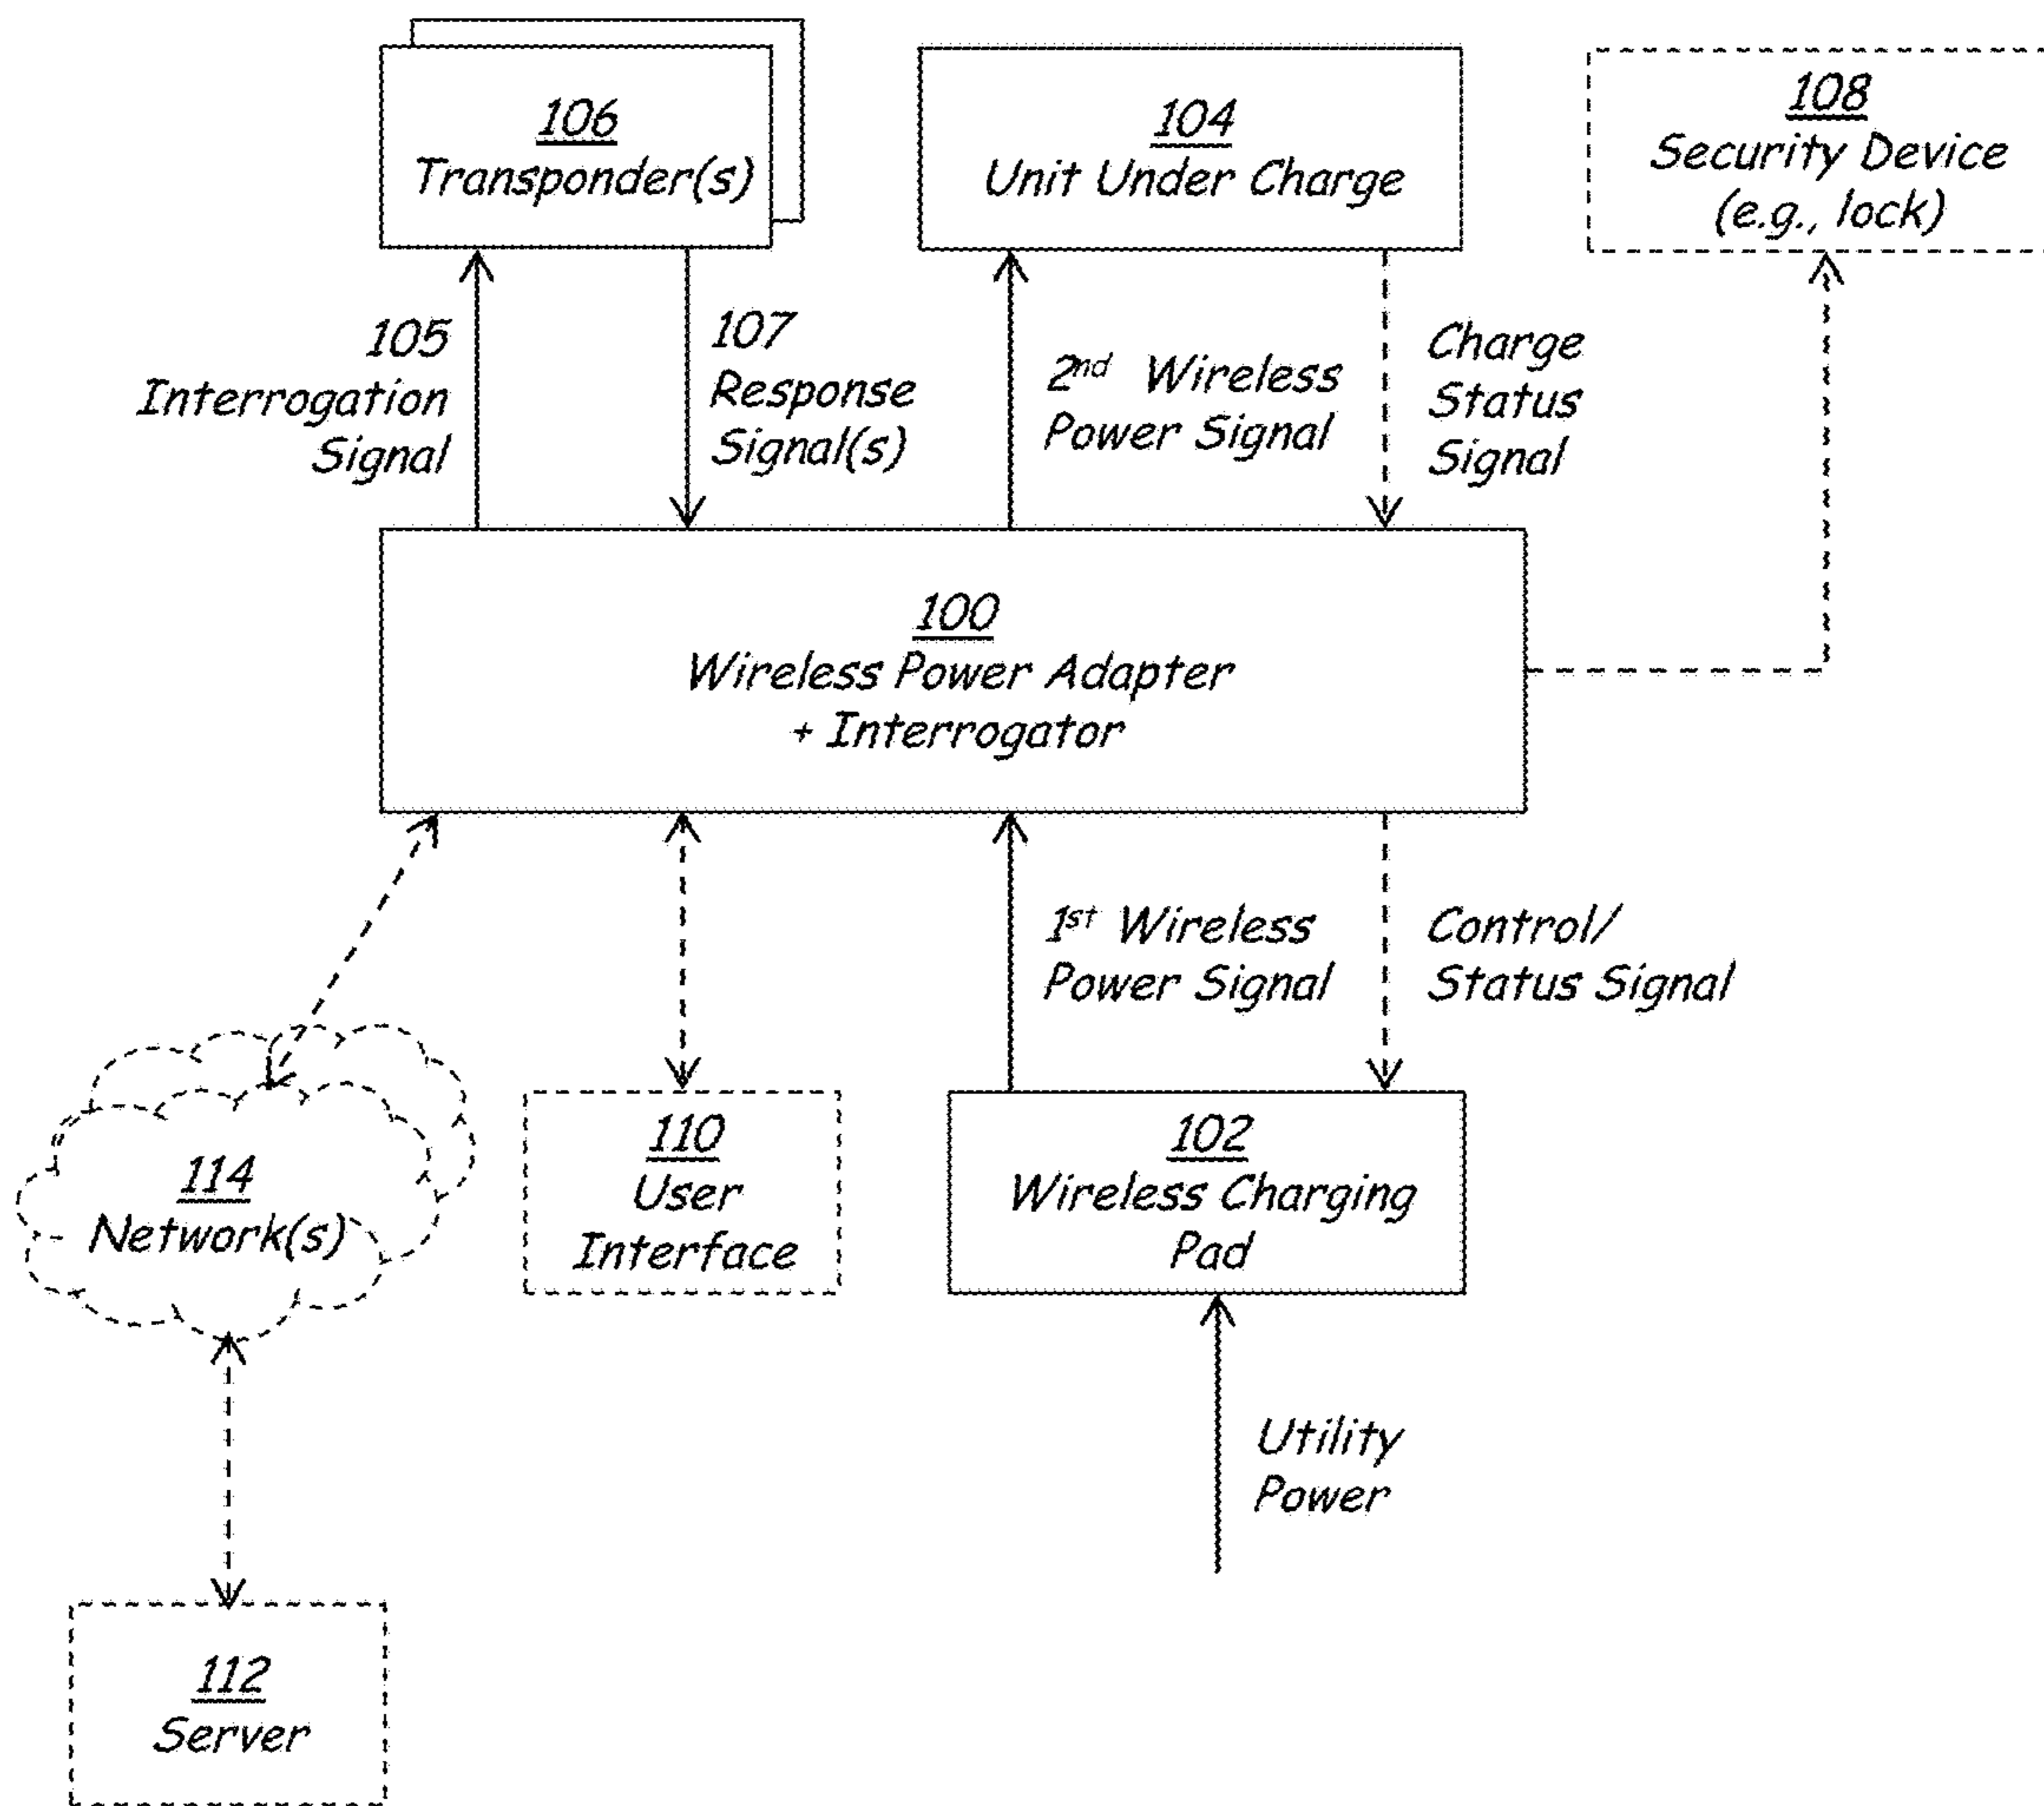 106
Transponder(s)
104
Unit Under Charge
108
Security Device
(e.g., lock)
105
Interrogation
Signal
107
Response
Signal(s)
2nd Wireless
Power Signal
Charge
Status
Signal
100
Wireless Power Adapter
+ Interrogator
1st Wireless
Power Signal
Control/
Status Signal
114
Network(s)
110
User
Interface
102
Wireless Charging
Pad
Utility
Power
112
Server